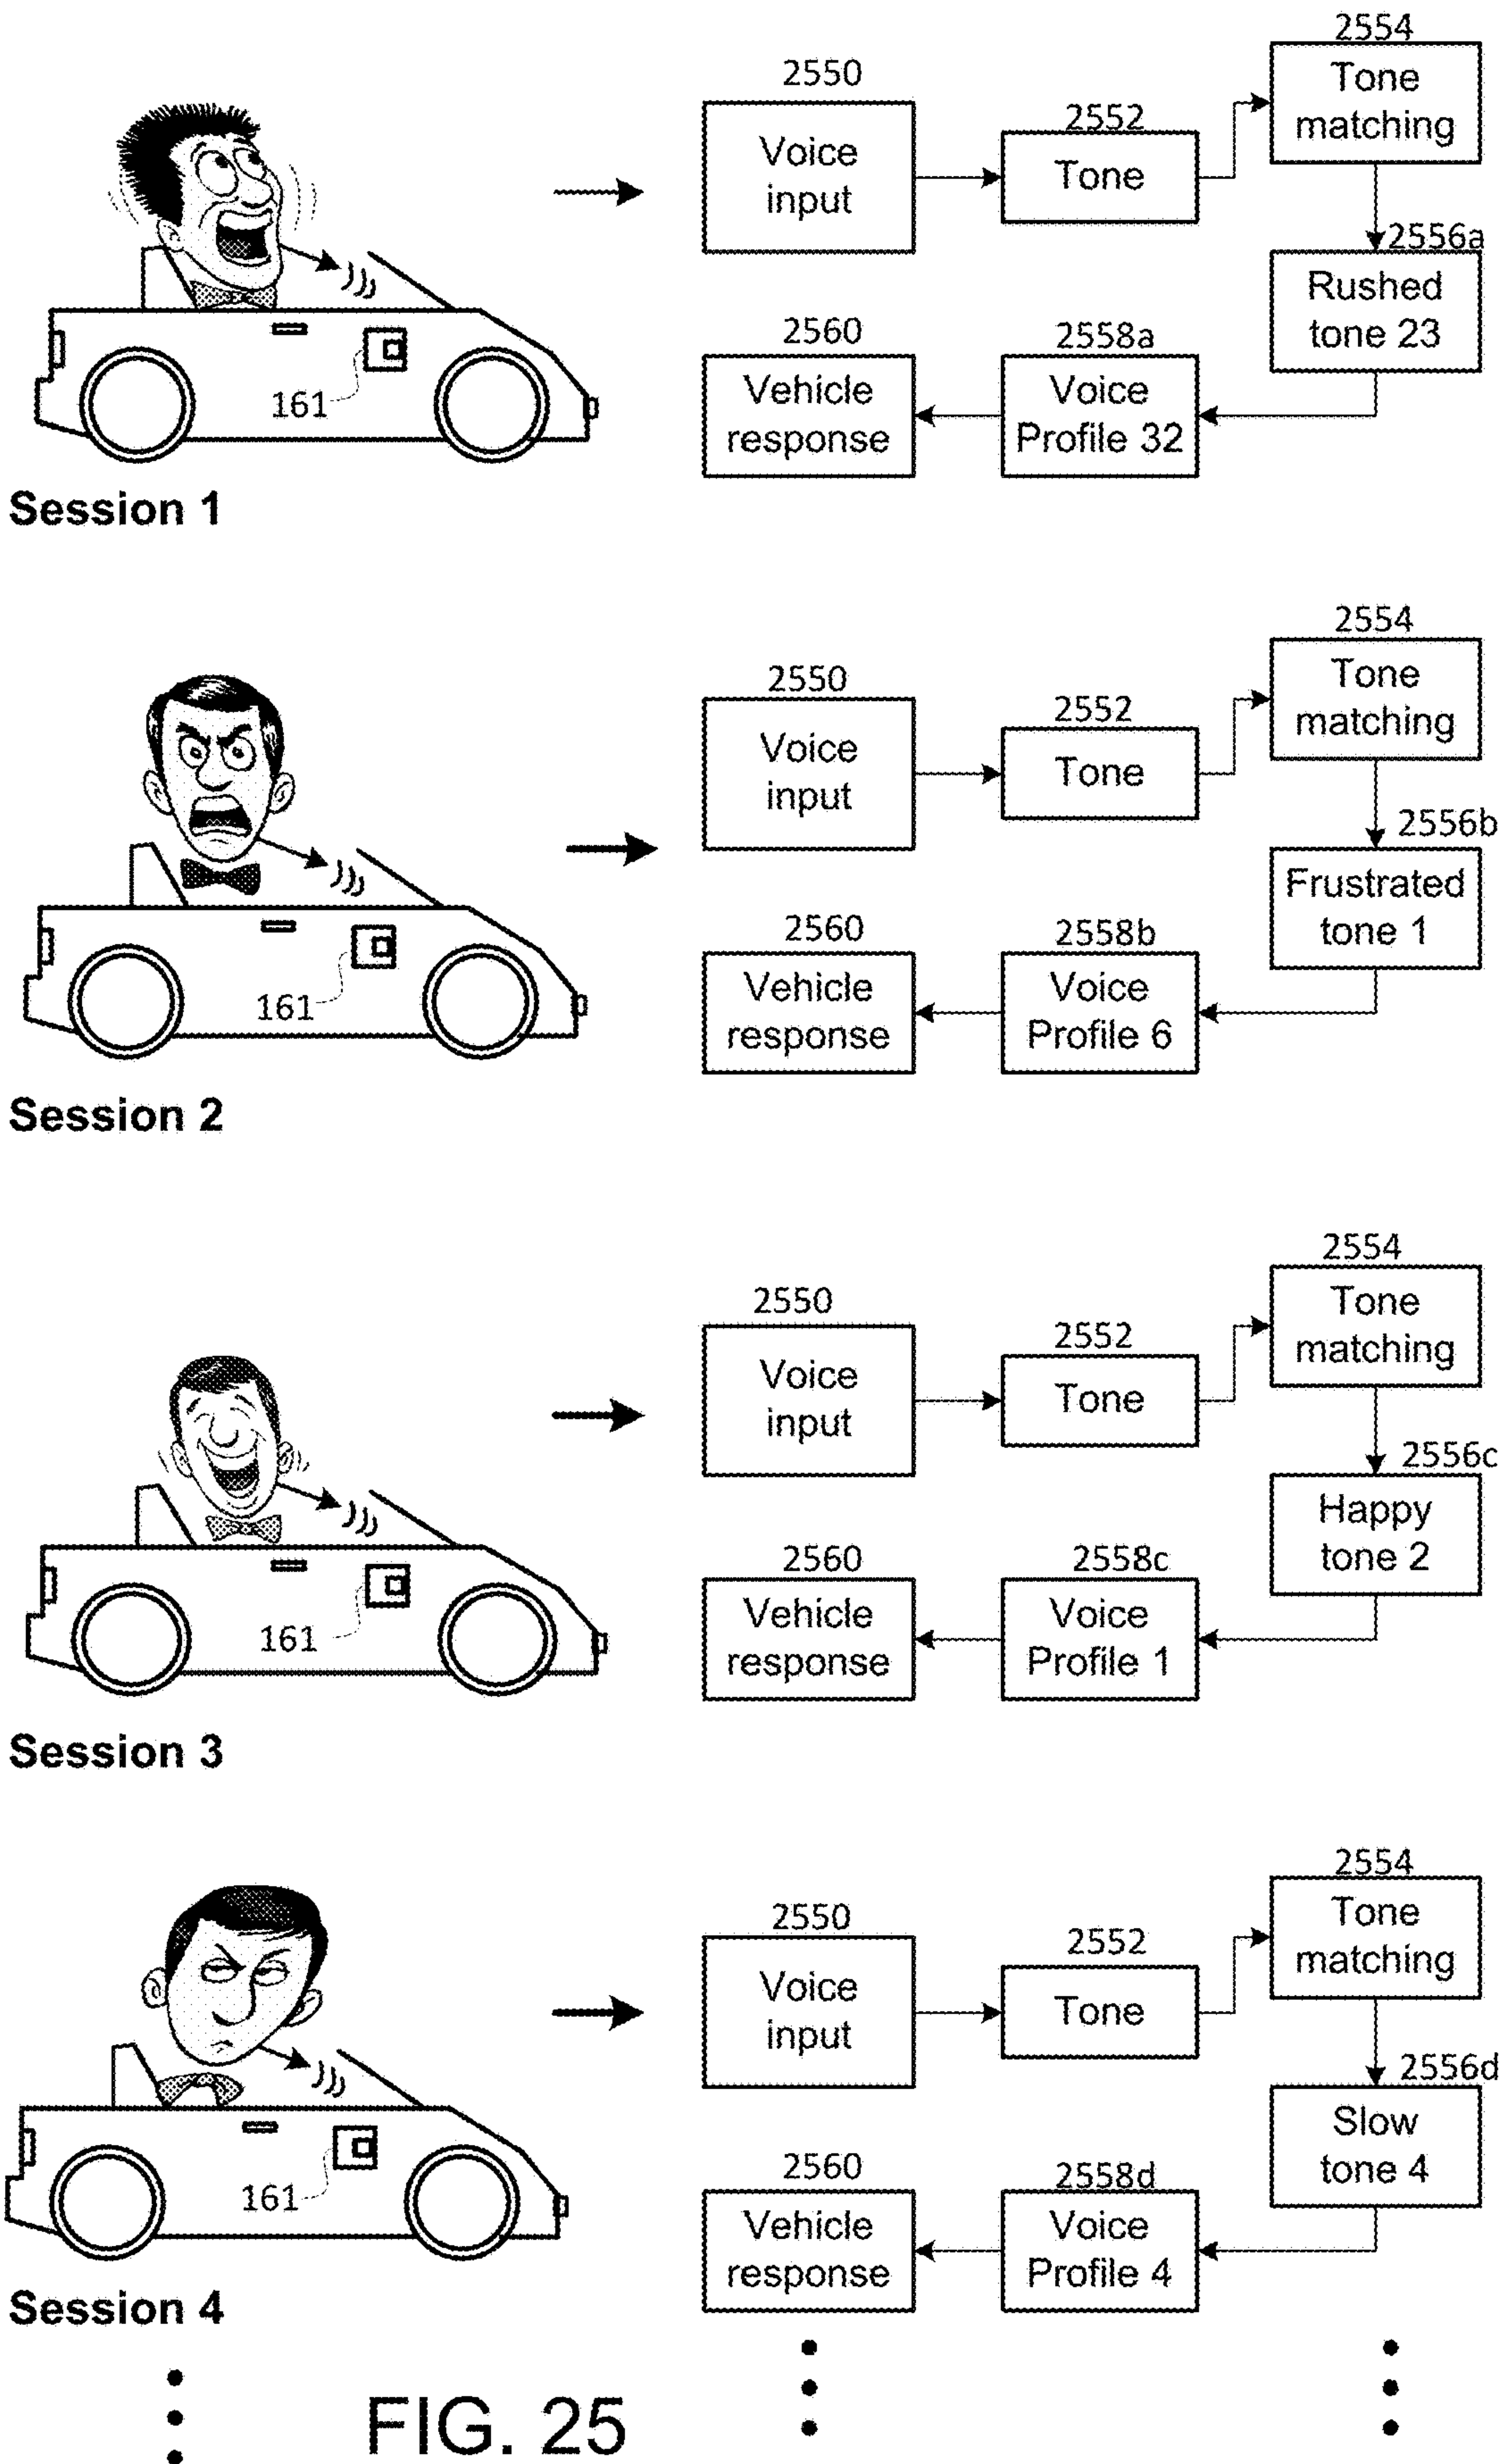 2554
Tone
matching
2550
Voice
input
2552
Tone
2556a
Rushed
tone 23
2560
Vehicle
response
2558a
Voice
Profile 32
161
Session 1
2554
Tone
matching
2550
Voice
input
2552
Tone
2556b
Frustrated
tone 1
2560
Vehicle
response
2558b
Voice
Profile 6
161
Session 2
2554
Tone
matching
2550
Voice
input
2552
Tone
2556c
Happy
tone 2
2560
Vehicle
response
2558c
Voice
Profile 1
161
Session 3
2554
Tone
matching
2550
Voice
input
2552
Tone
2556d
Slow
tone 4
2560
Vehicle
response
2558d
Voice
Profile 4
161
Session 4
FIG. 25